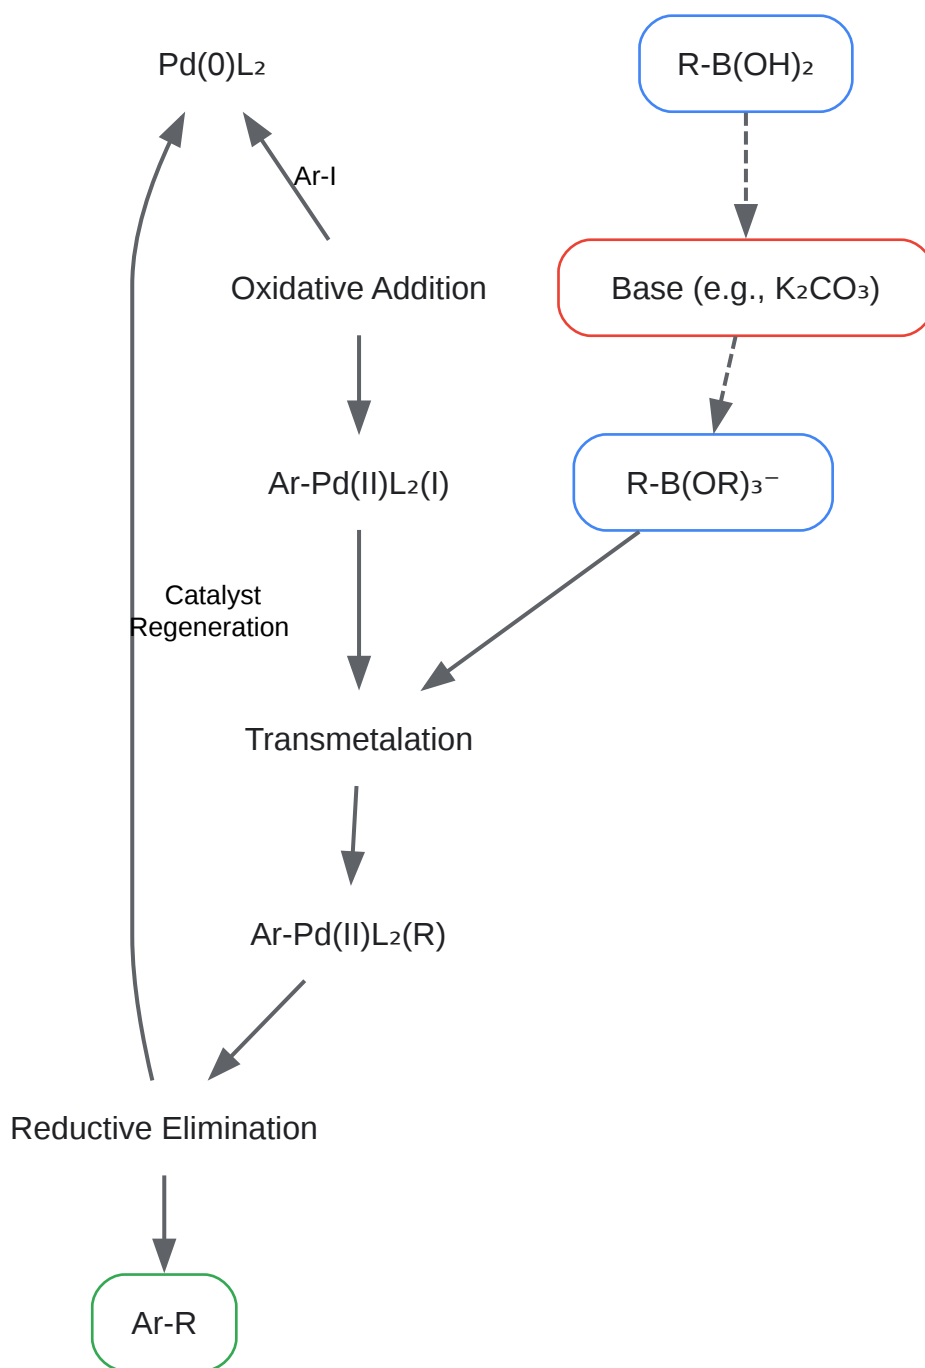 Pd(0)L₂
R-B(OH)₂
Ar-I
Oxidative Addition
Base (e.g., K₂CO₃)
Ar-Pd(II)L₂(I)
R-B(OR)₃⁻
Catalyst
Regeneration
Transmetalation
Ar-Pd(II)L₂(R)
Reductive Elimination
Ar-R